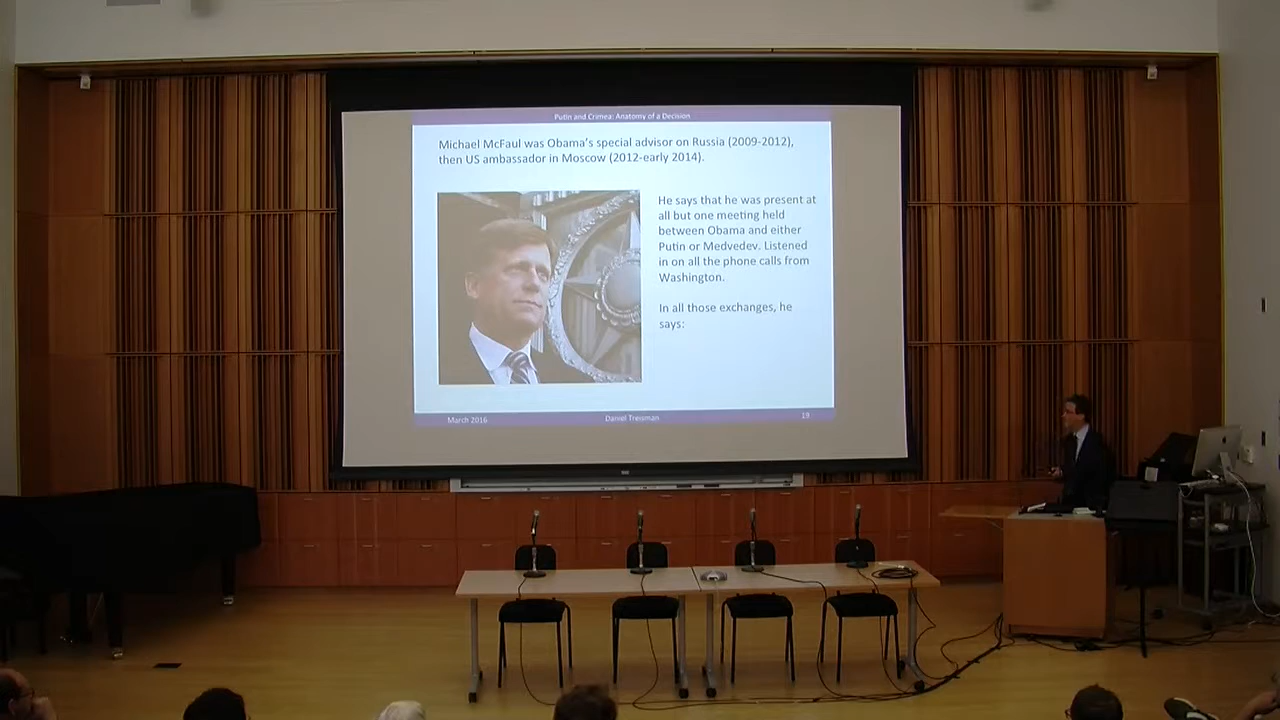 Putin and Crimea: Anatomy of a Decision
Michael McFaul was Obama's special advisor on Russia (2009-2012),
then US ambassador in Moscow (2012-early 2014).
He says that he was present at
all but one meeting held
between Obama and either
Putin or Medvedev. Listened
in on all the phone calls from
Washington.
In all those exchanges, he
says:
March 2016
Daniel Treisman
19